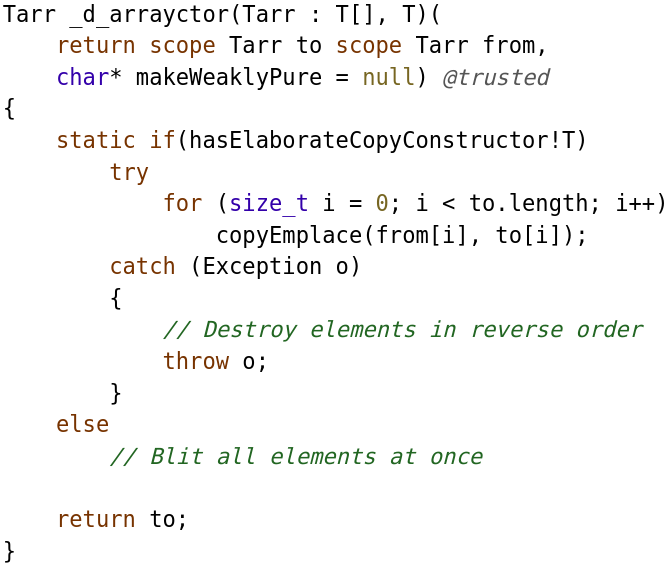 Tarr _d_arrayctor(Tarr : T[], T)(
    return scope Tarr to scope Tarr from,
    char* makeWeaklyPure = null) @trusted
{
    static if(hasElaborateCopyConstructor!T)
        try
            for (size_t i = 0; i < to.length; i++)
                copyEmplace(from[i], to[i]);
        catch (Exception o)
        {
            // Destroy elements in reverse order
            throw o;
        }
    else
        // Blit all elements at once

    return to;
}